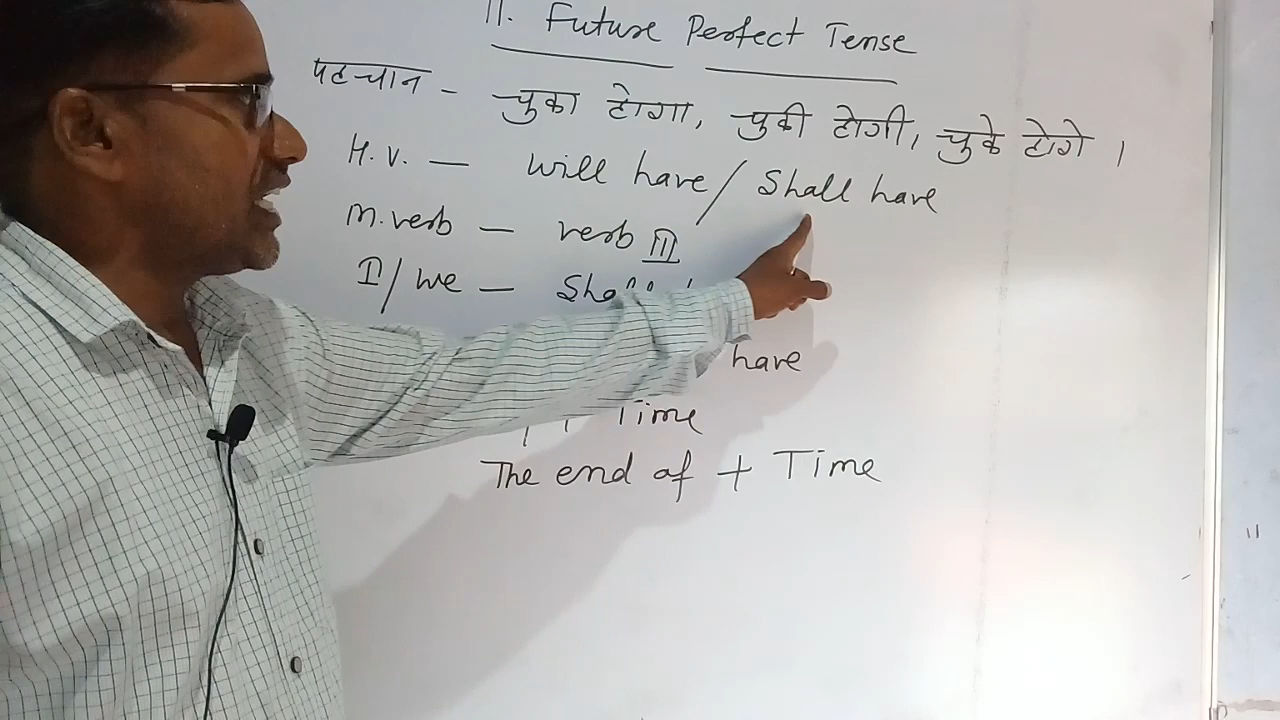 11. Future Perfect Tense
पहचान - चुका होगा, चुकी होगी, चुके होंगे ।
H.V. — will have / Shall have
M. verb — verb III
I / we — Shall
have
+ Time
The end of + Time